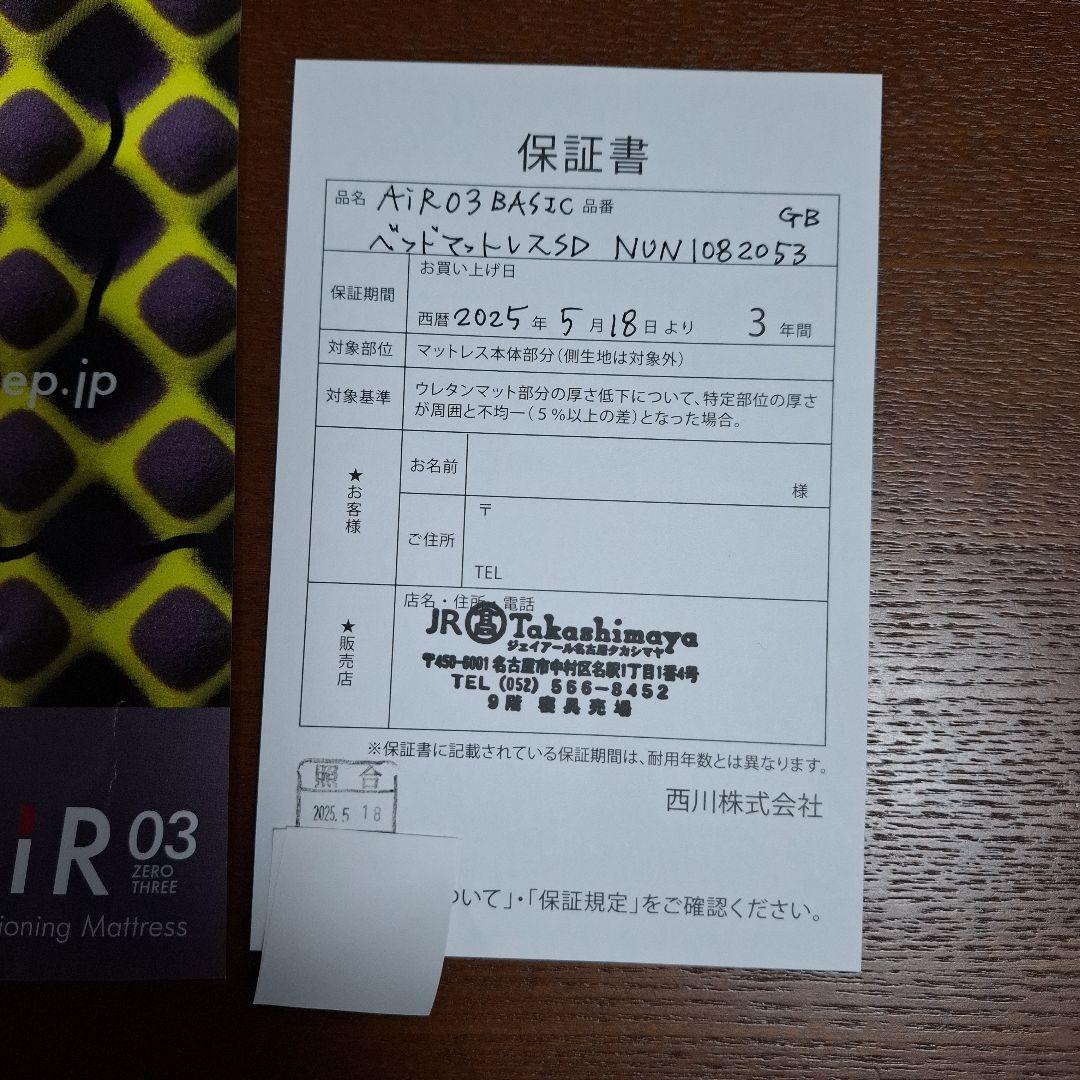 ep.jp
AiR 03
ZERO
THREE
ioning Mattress
保証書
品名 AiR03 BASIC 品番 GB
ベッドマットレスSD NUN1082053
保証期間
お買い上げ日
西暦2025年 5月18日より 3年間
対象部位 マットレス本体部分(側生地は対象外)
対象基準
ウレタンマット部分の厚さ低下について、特定部位の厚さ
が周囲と不均一(5%以上の差)となった場合。
★お客様
お名前
様
ご住所
〒
TEL
★販売店
店名・住所・電話
JR 髙 Takashimaya
ジェイアール名古屋タカシマヤ
〒450-6001 名古屋市中村区名駅1丁目1番4号
TEL (052) 566-8452
9階 寝具売場
※保証書に記載されている保証期間は、耐用年数とは異なります。
照合
2025.5 18
西川株式会社
ついて」・「保証規定」をご確認ください。